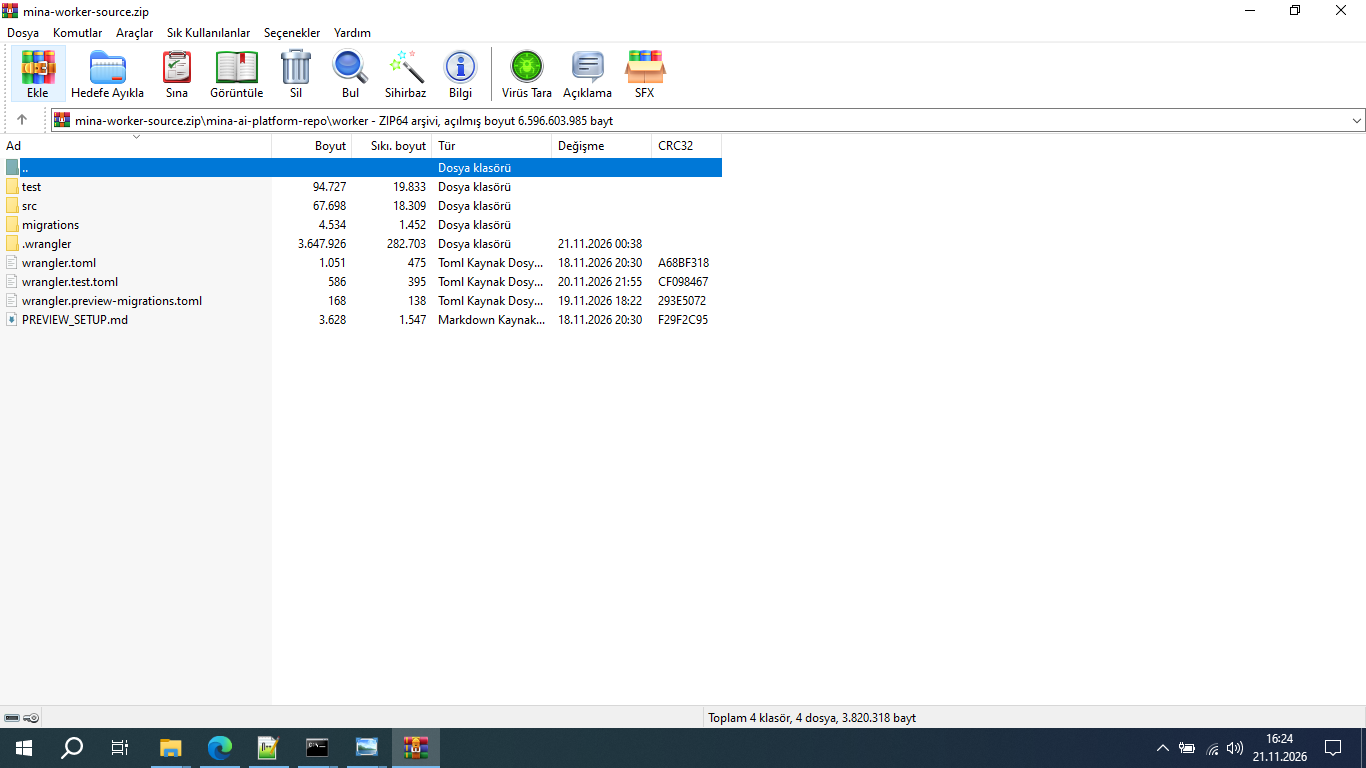 mina-worker-source.zip
Dosya Komutlar Araçlar Sık Kullanılanlar Seçenekler Yardım
Ekle Hedefe Ayıkla Sına Görüntüle Sil Bul Sihirbaz Bilgi Virüs Tara Açıklama SFX
mina-worker-source.zip\mina-ai-platform-repo\worker - ZIP64 arşivi, açılmış boyut 6.596.603.985 bayt
Ad Boyut Sıkı. boyut Tür Değişme CRC32
.. Dosya klasörü
test 94.727 19.833 Dosya klasörü
src 67.698 18.309 Dosya klasörü
migrations 4.534 1.452 Dosya klasörü
.wrangler 3.647.926 282.703 Dosya klasörü 21.11.2026 00:38
wrangler.toml 1.051 475 Toml Kaynak Dosy... 18.11.2026 20:30 A68BF318
wrangler.test.toml 586 395 Toml Kaynak Dosy... 20.11.2026 21:55 CF098467
wrangler.preview-migrations.toml 168 138 Toml Kaynak Dosy... 19.11.2026 18:22 293E5072
PREVIEW_SETUP.md 3.628 1.547 Markdown Kaynak... 18.11.2026 20:30 F29F2C95
Toplam 4 klasör, 4 dosya, 3.820.318 bayt
16:24
21.11.2026